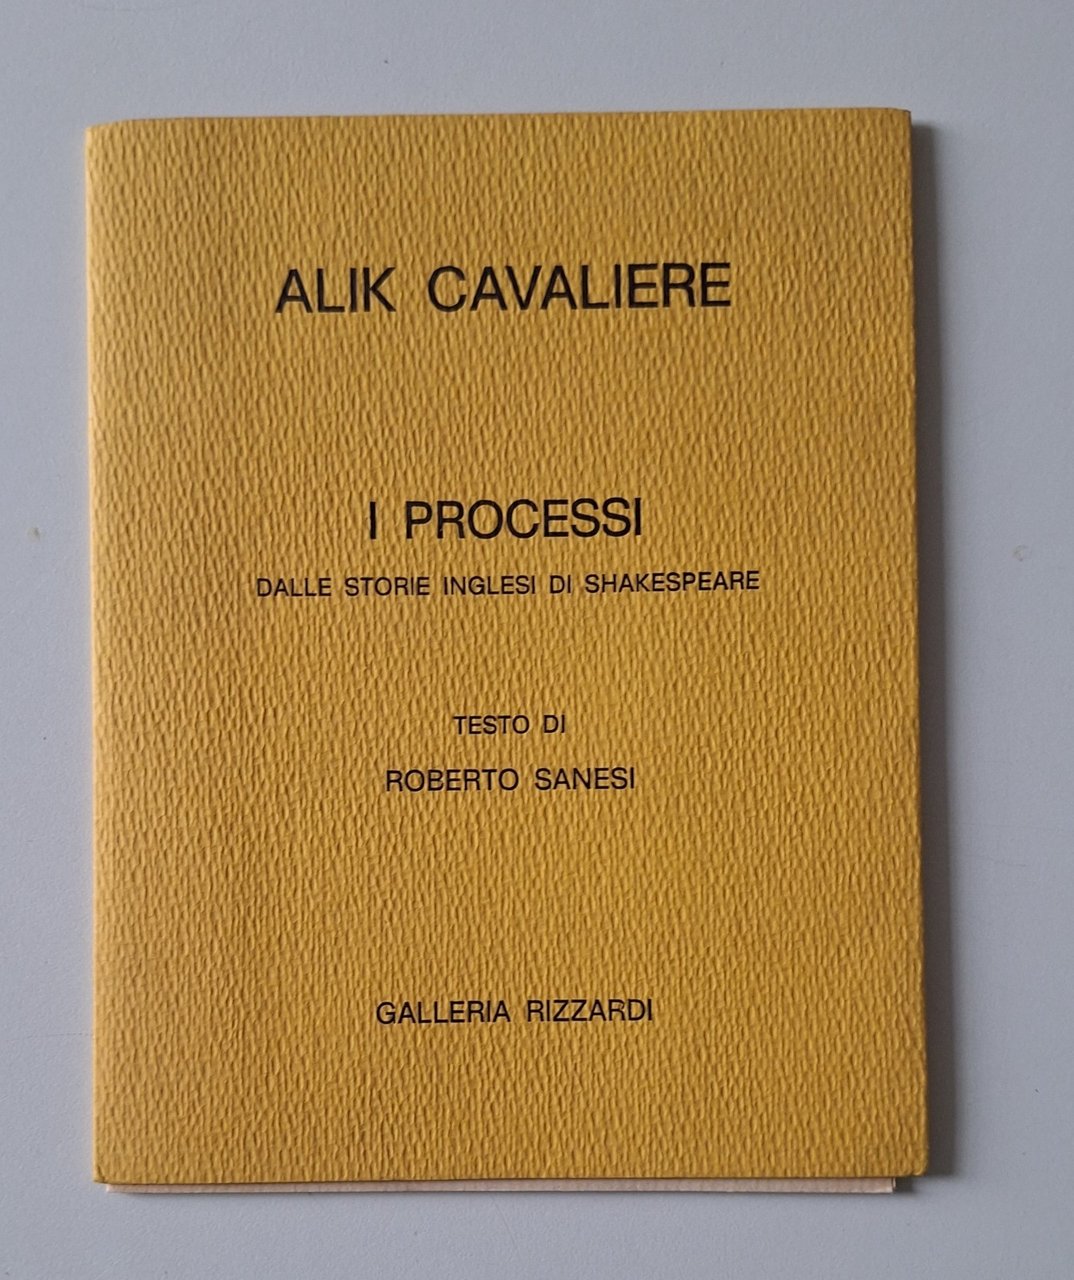 ALIK CAVALIERE
I PROCESSI
DALLE STORIE INGLESI DI SHAKESPEARE
TESTO DI
ROBERTO SANESI
GALLERIA RIZZARDI